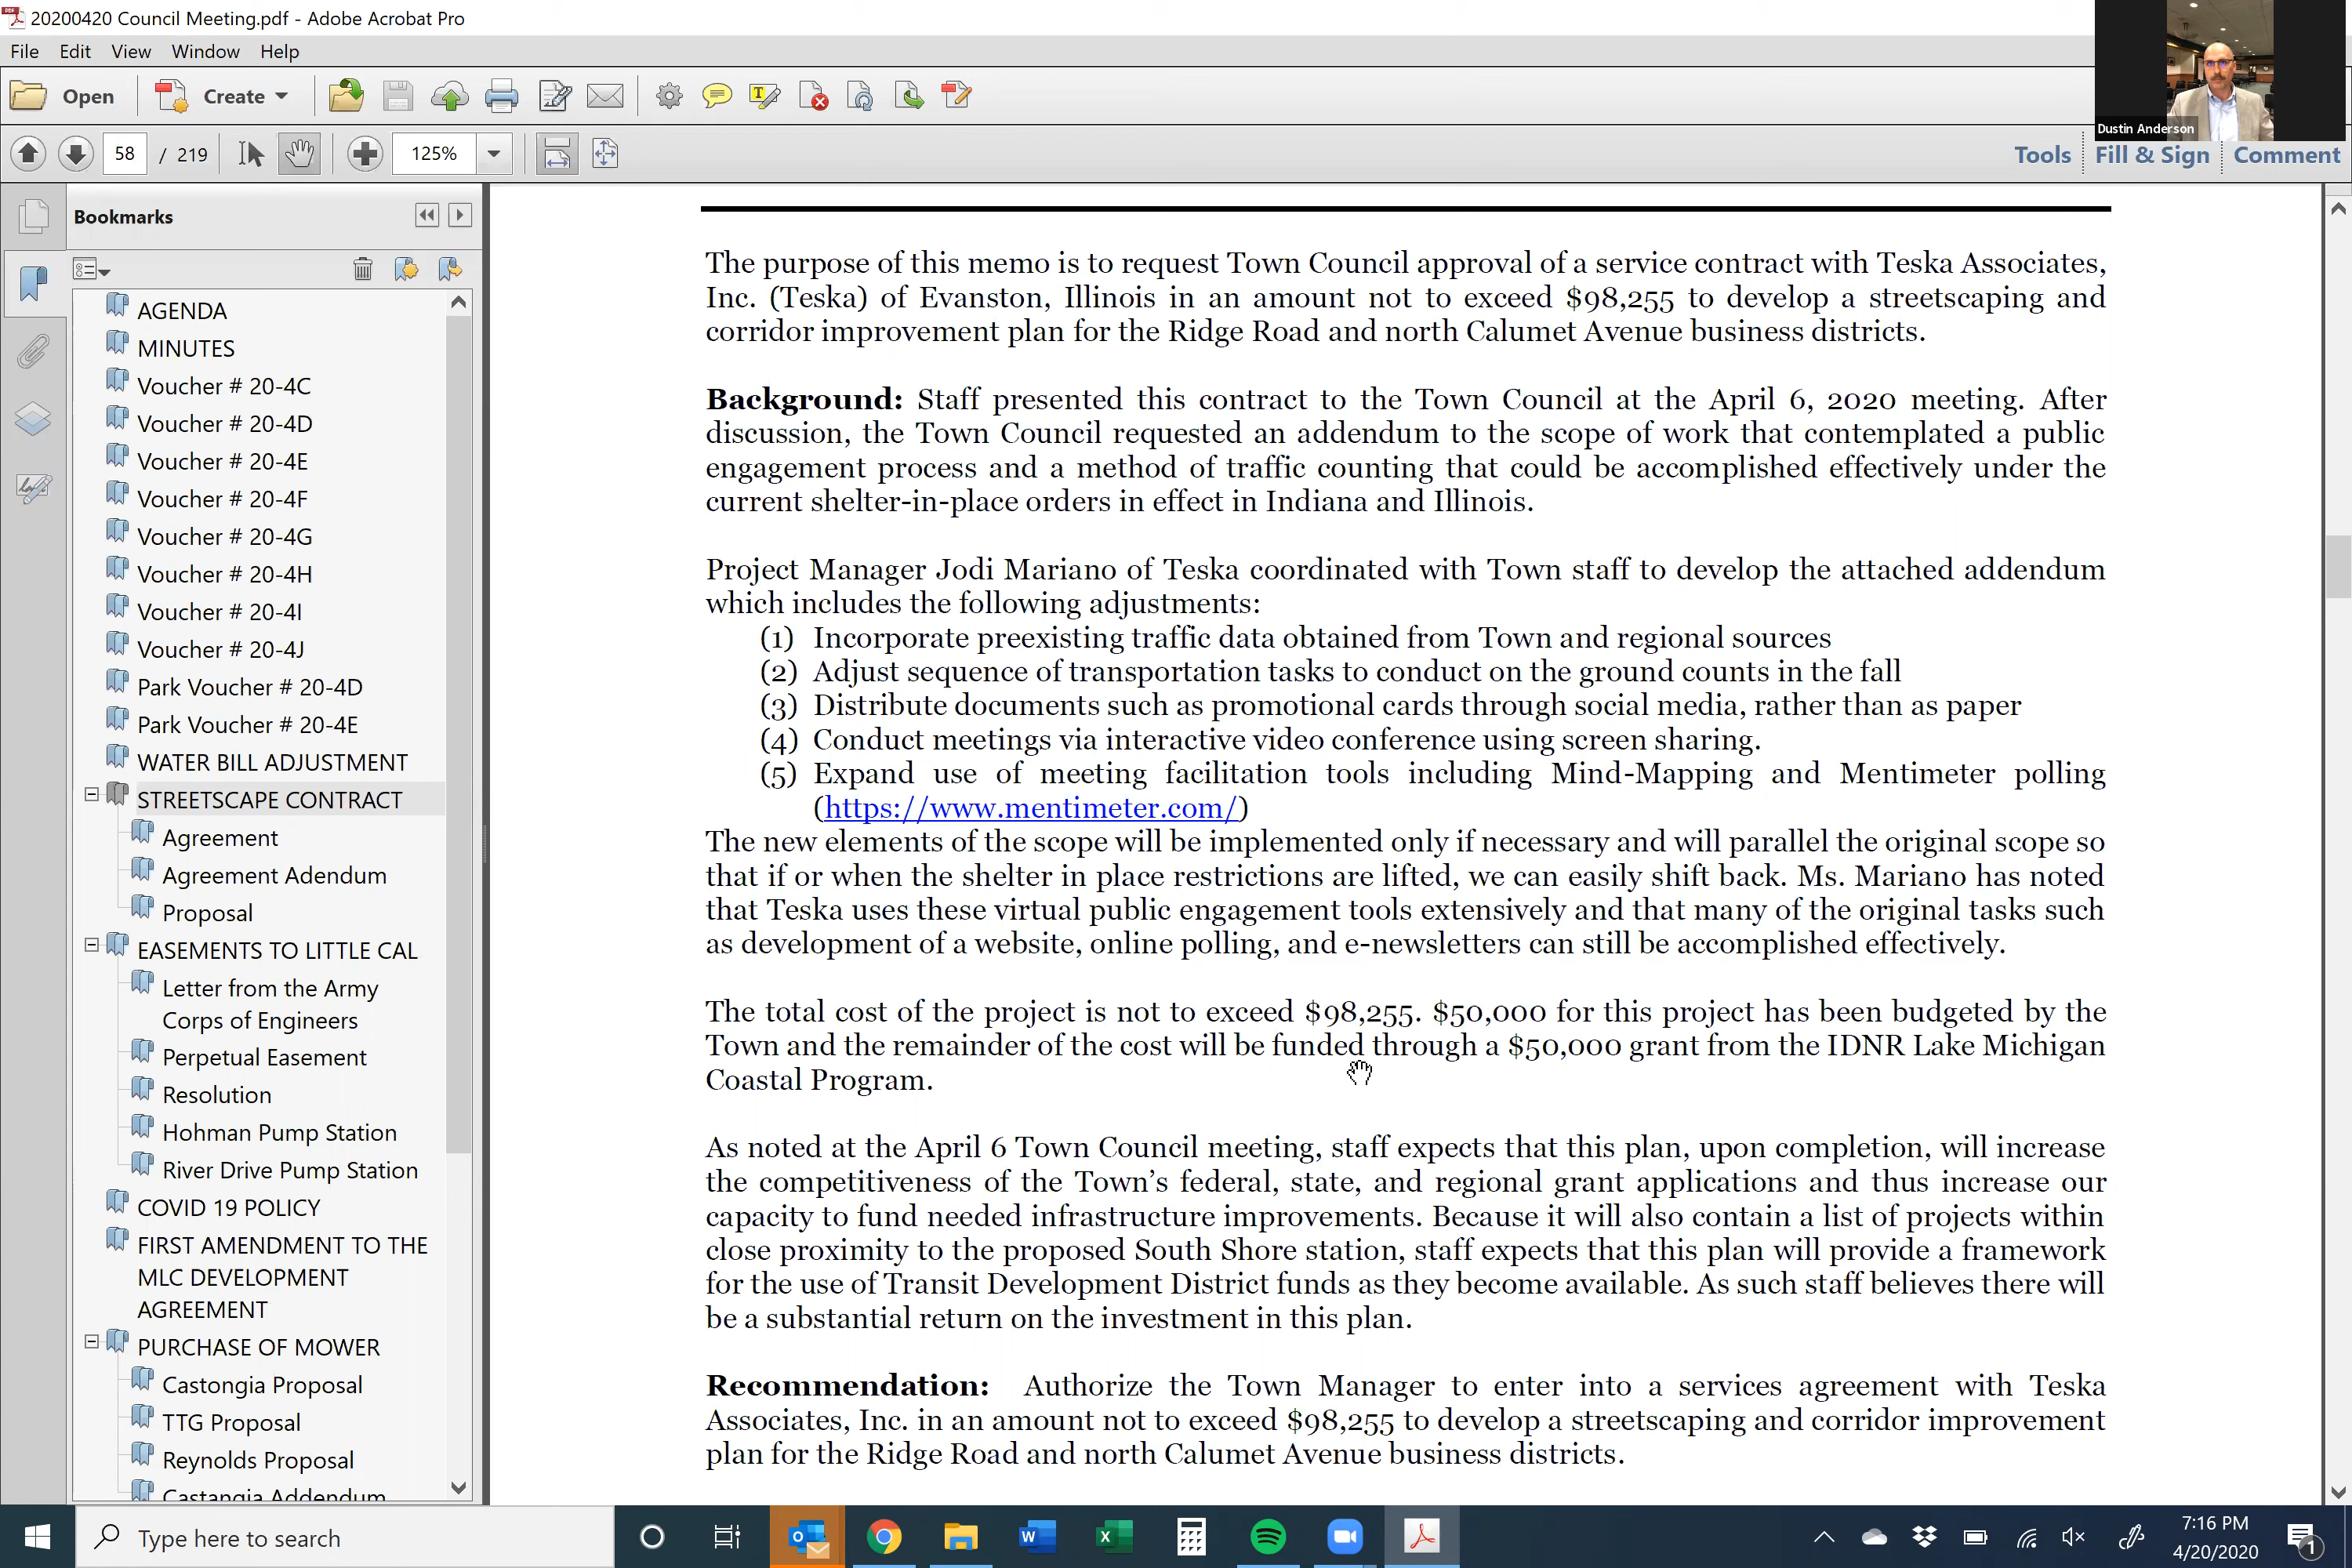 20200420 Council Meeting.pdf - Adobe Acrobat Pro
File Edit View Window Help
Open Create
58 / 219 125%
Dustin Anderson
Tools Fill & Sign Comment
Bookmarks
AGENDA
MINUTES
Voucher # 20-4C
Voucher # 20-4D
Voucher # 20-4E
Voucher # 20-4F
Voucher # 20-4G
Voucher # 20-4H
Voucher # 20-4I
Voucher # 20-4J
Park Voucher # 20-4D
Park Voucher # 20-4E
WATER BILL ADJUSTMENT
STREETSCAPE CONTRACT
Agreement
Agreement Adendum
Proposal
EASEMENTS TO LITTLE CAL
Letter from the Army
Corps of Engineers
Perpetual Easement
Resolution
Hohman Pump Station
River Drive Pump Station
COVID 19 POLICY
FIRST AMENDMENT TO THE
MLC DEVELOPMENT
AGREEMENT
PURCHASE OF MOWER
Castongia Proposal
TTG Proposal
Reynolds Proposal
Castangia Addendum
The purpose of this memo is to request Town Council approval of a service contract with Teska Associates,
Inc. (Teska) of Evanston, Illinois in an amount not to exceed $98,255 to develop a streetscaping and
corridor improvement plan for the Ridge Road and north Calumet Avenue business districts.
Background: Staff presented this contract to the Town Council at the April 6, 2020 meeting. After
discussion, the Town Council requested an addendum to the scope of work that contemplated a public
engagement process and a method of traffic counting that could be accomplished effectively under the
current shelter-in-place orders in effect in Indiana and Illinois.
Project Manager Jodi Mariano of Teska coordinated with Town staff to develop the attached addendum
which includes the following adjustments:
(1) Incorporate preexisting traffic data obtained from Town and regional sources
(2) Adjust sequence of transportation tasks to conduct on the ground counts in the fall
(3) Distribute documents such as promotional cards through social media, rather than as paper
(4) Conduct meetings via interactive video conference using screen sharing.
(5) Expand use of meeting facilitation tools including Mind-Mapping and Mentimeter polling
(https://www.mentimeter.com/)
The new elements of the scope will be implemented only if necessary and will parallel the original scope so
that if or when the shelter in place restrictions are lifted, we can easily shift back. Ms. Mariano has noted
that Teska uses these virtual public engagement tools extensively and that many of the original tasks such
as development of a website, online polling, and e-newsletters can still be accomplished effectively.
The total cost of the project is not to exceed $98,255. $50,000 for this project has been budgeted by the
Town and the remainder of the cost will be funded through a $50,000 grant from the IDNR Lake Michigan
Coastal Program.
As noted at the April 6 Town Council meeting, staff expects that this plan, upon completion, will increase
the competitiveness of the Town's federal, state, and regional grant applications and thus increase our
capacity to fund needed infrastructure improvements. Because it will also contain a list of projects within
close proximity to the proposed South Shore station, staff expects that this plan will provide a framework
for the use of Transit Development District funds as they become available. As such staff believes there will
be a substantial return on the investment in this plan.
Recommendation: Authorize the Town Manager to enter into a services agreement with Teska
Associates, Inc. in an amount not to exceed $98,255 to develop a streetscaping and corridor improvement
plan for the Ridge Road and north Calumet Avenue business districts.
Type here to search
7:16 PM
4/20/2020
1